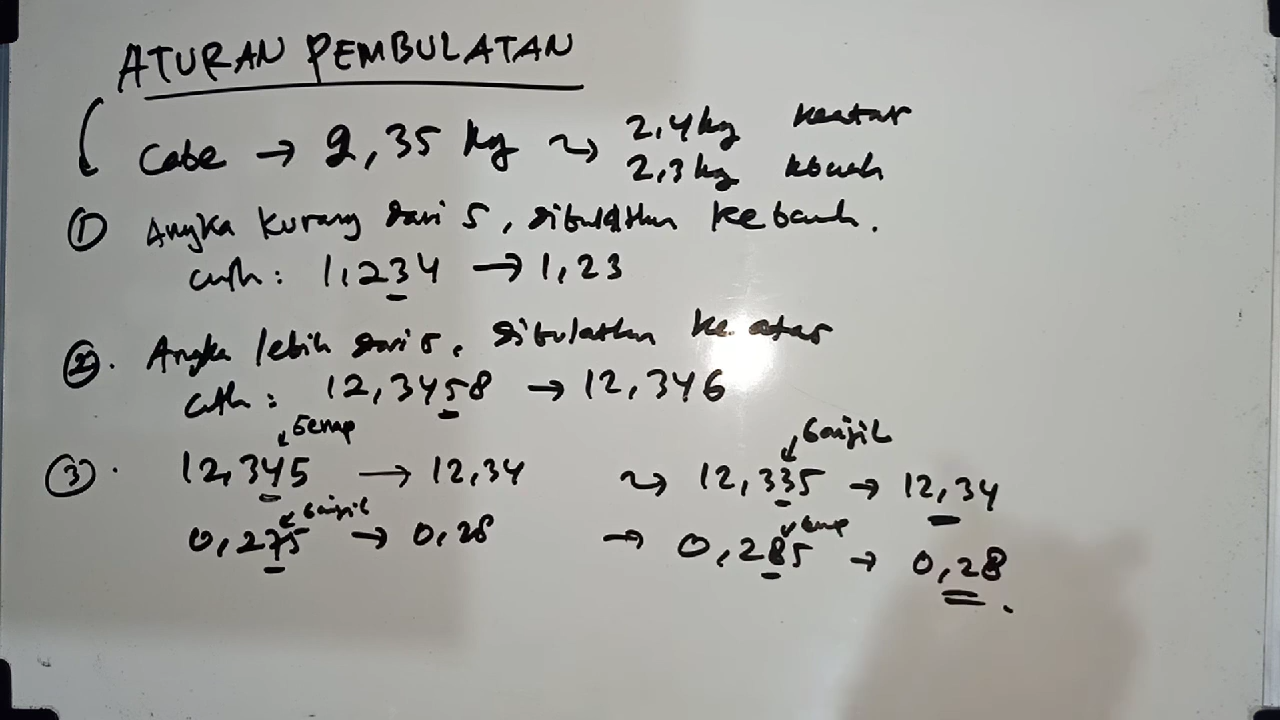 ATURAN PEMBULATAN
Cabe → 2,35 kg ~> 2,4 kg keatas
2,3 kg kbawah
① Angka kurang dari 5, dibulatkan kebawah.
cnth : 1,234 → 1,23
②. Angka lebih dari 5, dibulatkan ke atas
cnth : 12,3458 → 12,346
Genap
Ganjil
③. 12,345 → 12,34 ~> 12,335 → 12,34
Ganjil
Genap
0,275 → 0,28 → 0,285 → 0,28.